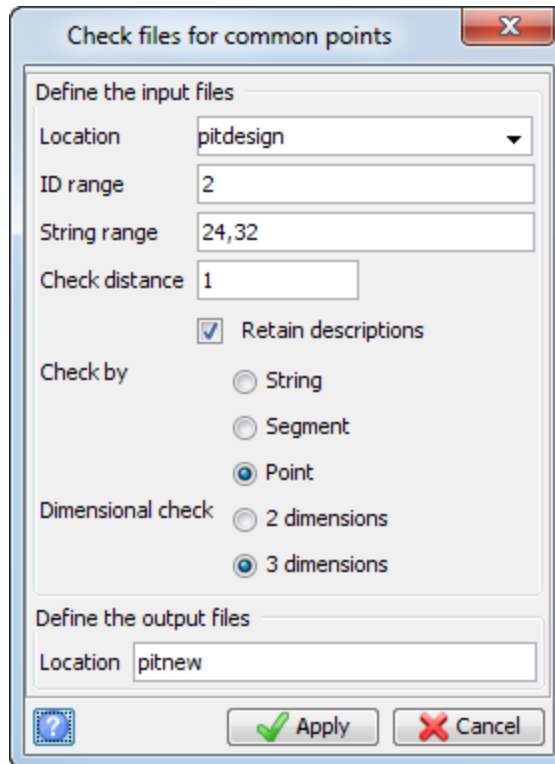 Check files for common points
Define the input files
Location pitdesign
ID range 2
String range 24,32
Check distance 1
Retain descriptions
Check by
String
Segment
Point
Dimensional check
2 dimensions
3 dimensions
Define the output files
Location pitnew
? Apply Cancel